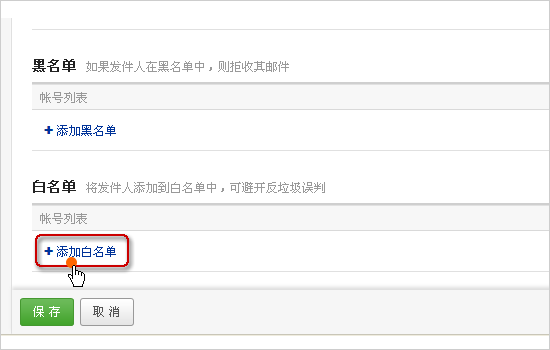 黑名单 如果发件人在黑名单中，则拒收其邮件
帐号列表
+ 添加黑名单
白名单 将发件人添加到白名单中，可避开反垃圾误判
帐号列表
+ 添加白名单
保 存 取 消